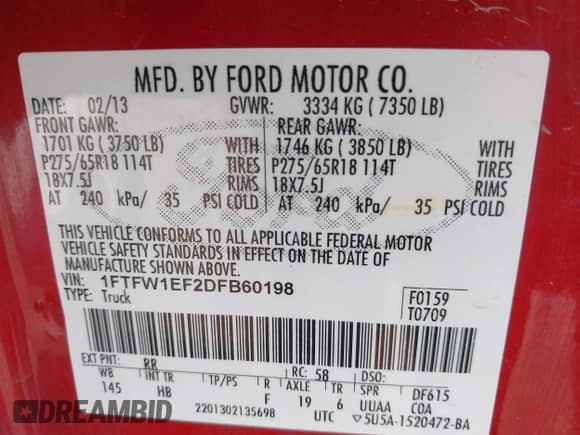 MFD. BY FORD MOTOR CO.
DATE: 02/13 GVWR: 3334 KG ( 7350 LB)
FRONT GAWR: REAR GAWR:
1701 KG ( 3750 LB) WITH 1746 KG ( 3850 LB) WITH
P275/65R18 114T TIRES P275/65R18 114T TIRES
18X7.5J RIMS 18X7.5J RIMS
AT 240 kPa/ 35 PSI COLD AT 240 kPa/ 35 PSI COLD
THIS VEHICLE CONFORMS TO ALL APPLICABLE FEDERAL MOTOR
VEHICLE SAFETY STANDARDS IN EFFECT ON THE DATE OF
MANUFACTURE SHOWN ABOVE.
VIN: 1FTFW1EF2DFB60198
TYPE: Truck
F0159
T0709
EXT PNT: RR RC: 58 DSO:
WB INT TR TP/PS R AXLE TR DF615
145 HB F 19 6 UUAA COA
2201302135698 UTC ▽5U5A-1520472-BA
DREAMBID
Ford